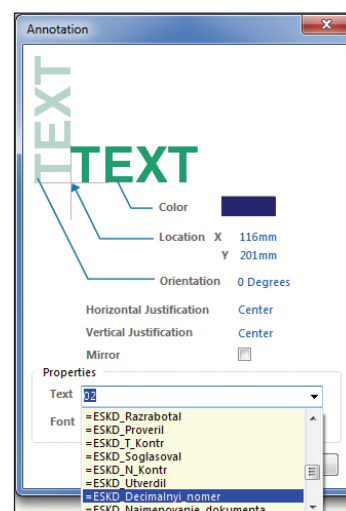 Annotation
TEXT
TEXT
Color
Location X 116mm
Y 201mm
Orientation 0 Degrees
Horizontal Justification Center
Vertical Justification Center
Mirror
Properties
Text 02
Font
=ESKD_Razrabotal
=ESKD_Proveril
=ESKD_T_Kontr
=ESKD_Soglasoval
=ESKD_N_Kontr
=ESKD_Utverdil
=ESKD_Decimalnyi_nomer
=ESKD_Naimenovanie_dokumenta